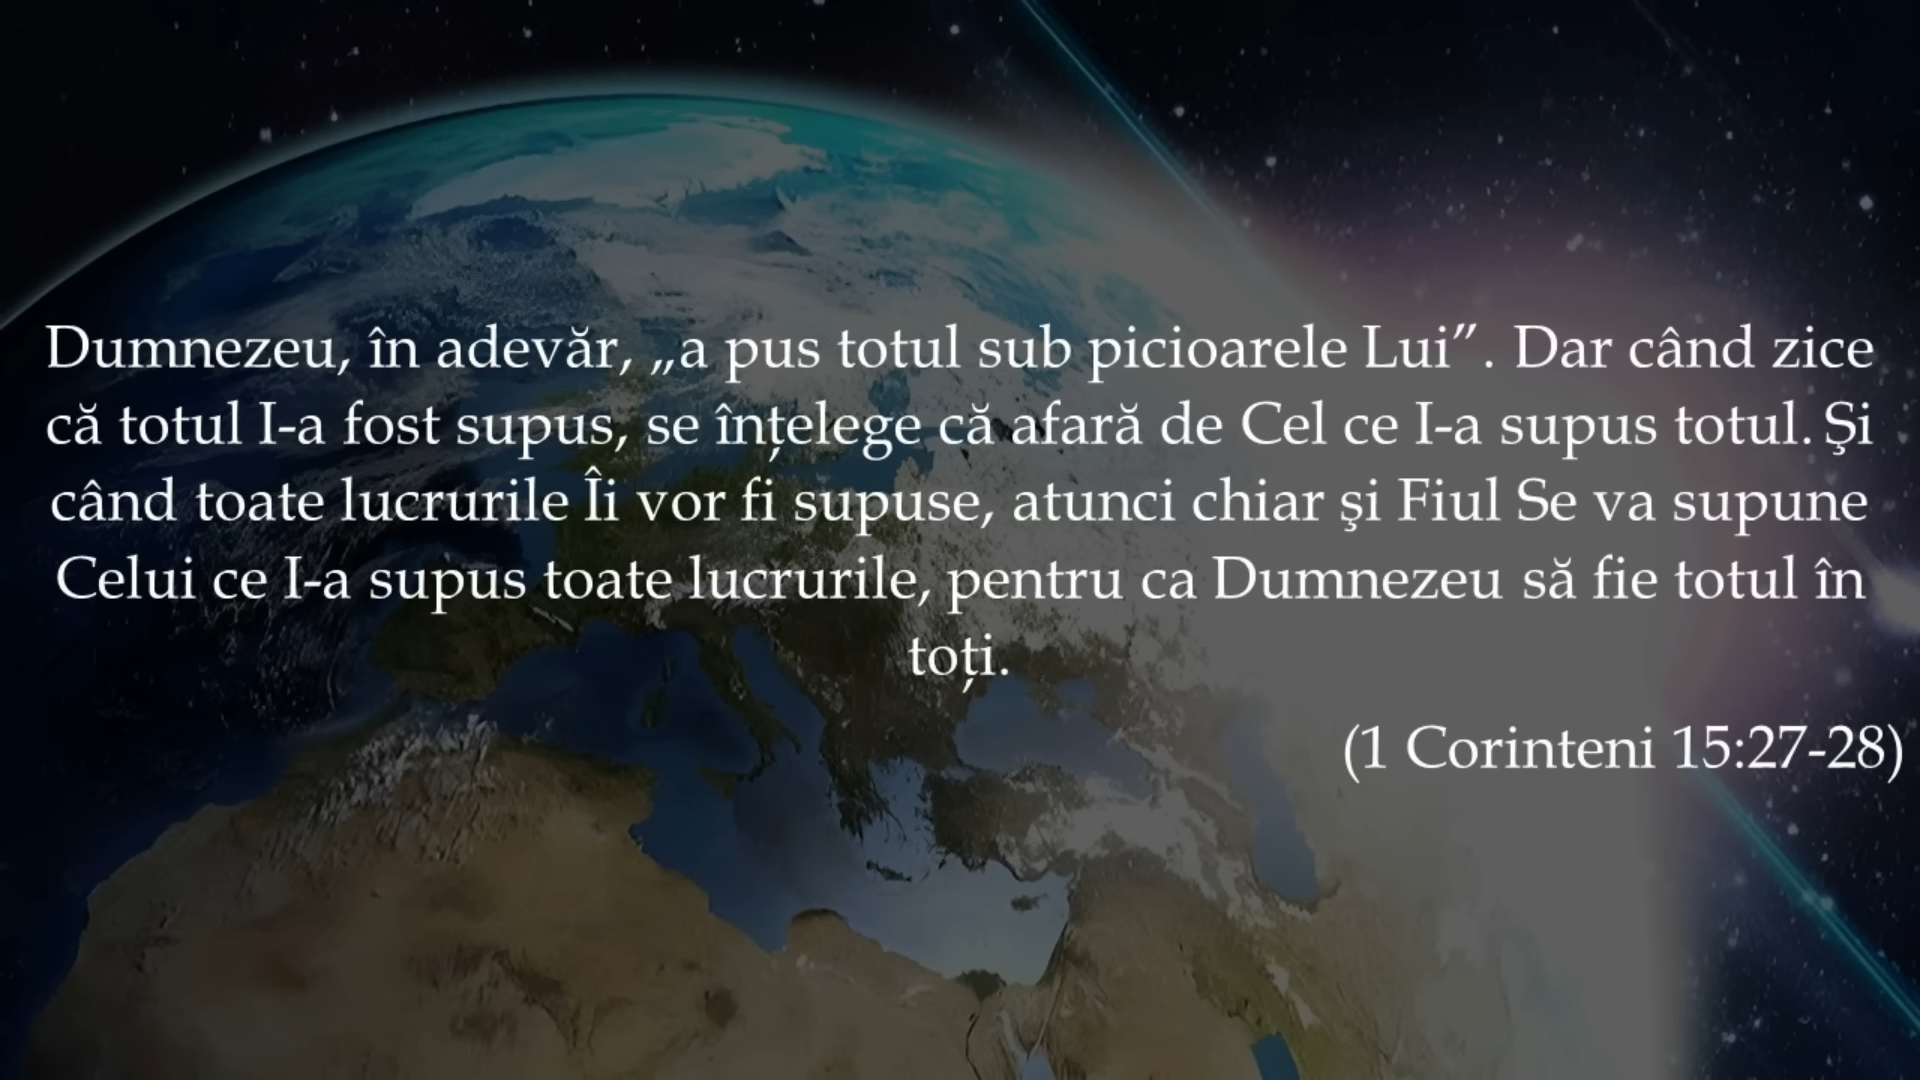 Dumnezeu, în adevăr, „a pus totul sub picioarele Lui”. Dar când zice
că totul I-a fost supus, se înțelege că afară de Cel ce I-a supus totul. Şi
când toate lucrurile Îi vor fi supuse, atunci chiar şi Fiul Se va supune
Celui ce I-a supus toate lucrurile, pentru ca Dumnezeu să fie totul în
toți.
(1 Corinteni 15:27-28)